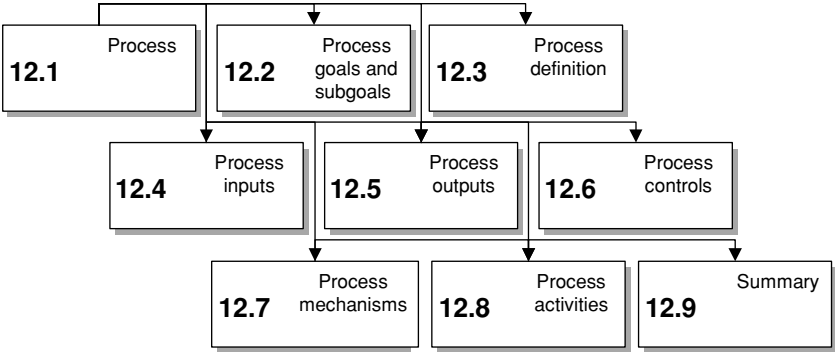 12.1
Process
12.2
Process
goals and
subgoals
12.3
Process
definition
12.4
Process
inputs
12.5
Process
outputs
12.6
Process
controls
12.7
Process
mechanisms
12.8
Process
activities
12.9
Summary